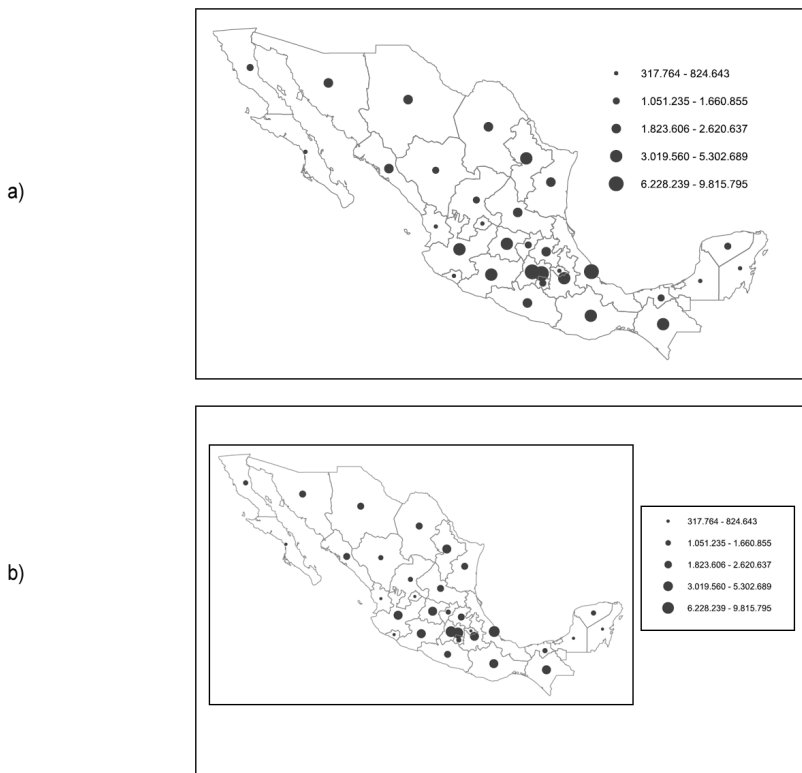 a)
317.764 - 824.643
1.051.235 - 1.660.855
1.823.606 - 2.620.637
3.019.560 - 5.302.689
6.228.239 - 9.815.795
b)
317.764 - 824.643
1.051.235 - 1.660.855
1.823.606 - 2.620.637
3.019.560 - 5.302.689
6.228.239 - 9.815.795